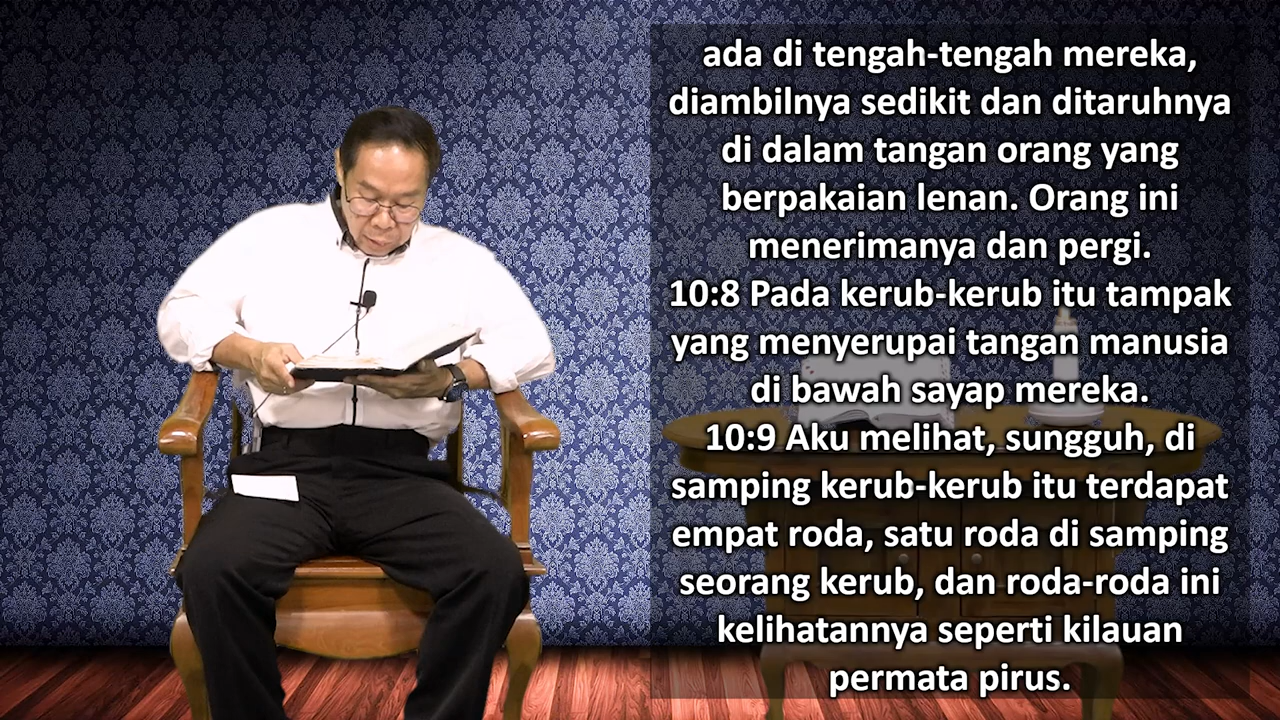 ada di tengah-tengah mereka,
diambilnya sedikit dan ditaruhnya
di dalam tangan orang yang
berpakaian lenan. Orang ini
menerimanya dan pergi.
10:8 Pada kerub-kerub itu tampak
yang menyerupai tangan manusia
di bawah sayap mereka.
10:9 Aku melihat, sungguh, di
samping kerub-kerub itu terdapat
empat roda, satu roda di samping
seorang kerub, dan roda-roda ini
kelihatannya seperti kilauan
permata pirus.